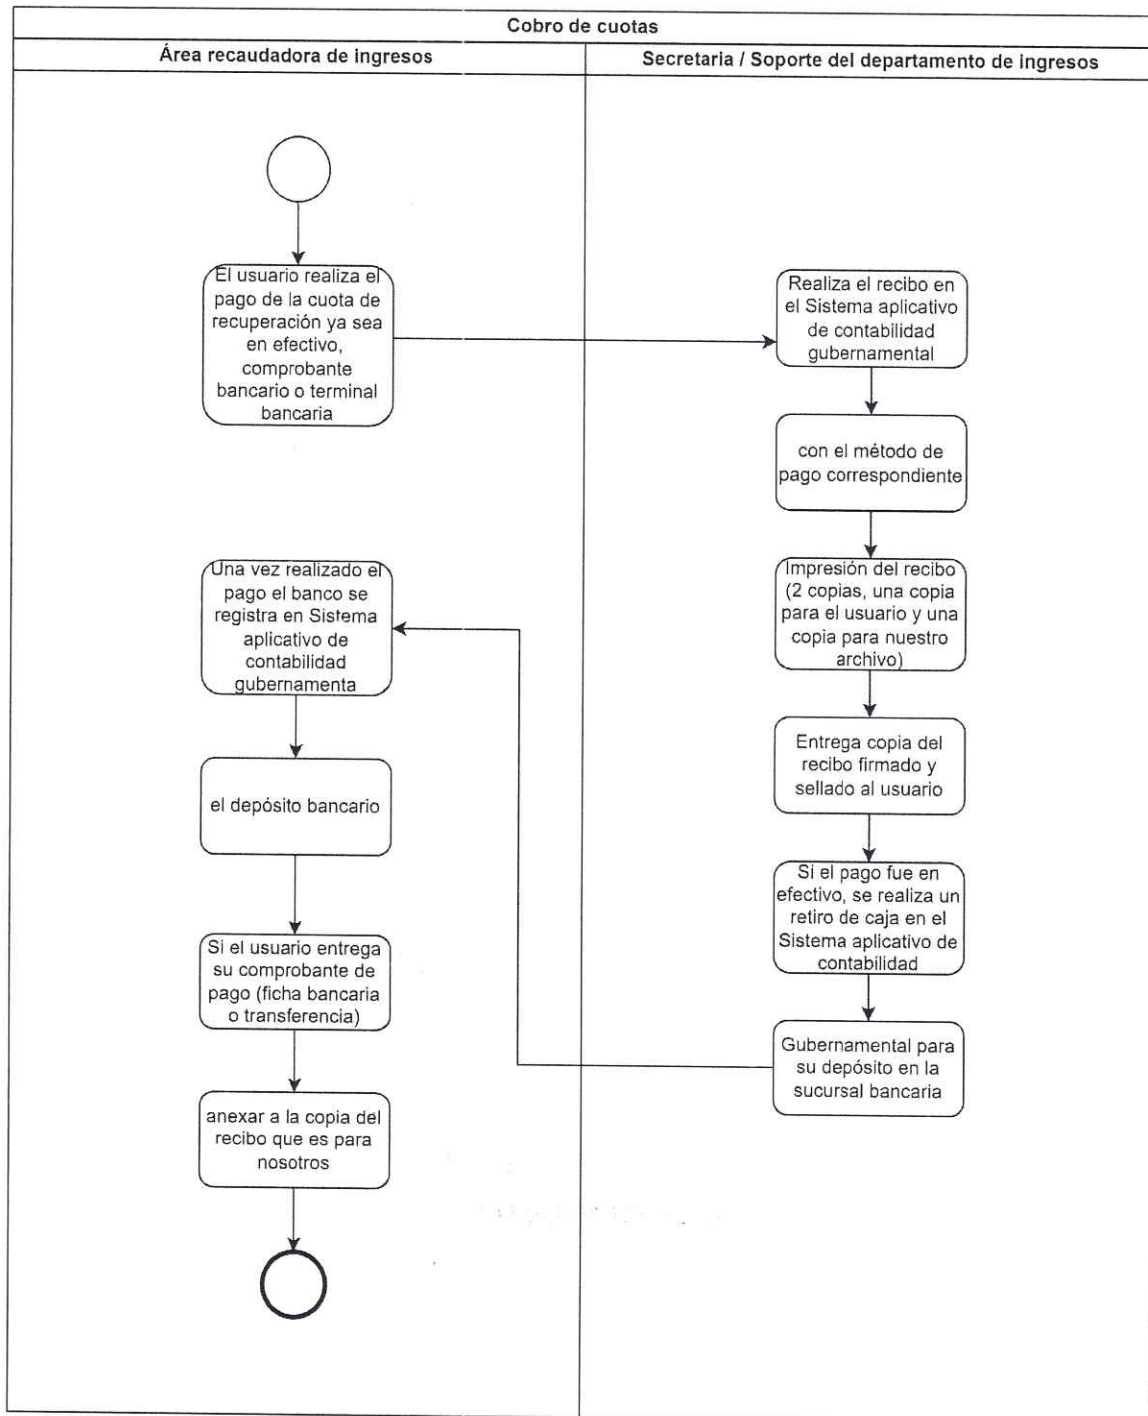 Cobro de cuotas
Área recaudadora de ingresos
Secretaria / Soporte del departamento de ingresos
El usuario realiza el
pago de la cuota de
recuperación ya sea
en efectivo,
comprobante
bancario o terminal
bancaria
Realiza el recibo en
el Sistema aplicativo
de contabilidad
gubernamental
con el método de
pago correspondiente
Impresión del recibo
(2 copias, una copia
para el usuario y una
copia para nuestro
archivo)
Entrega copia del
recibo firmado y
sellado al usuario
Si el pago fue en
efectivo, se realiza un
retiro de caja en el
Sistema aplicativo de
contabilidad
Gubernamental para
su depósito en la
sucursal bancaria
Una vez realizado el
pago el banco se
registra en Sistema
aplicativo de
contabilidad
gubernamenta
el depósito bancario
Si el usuario entrega
su comprobante de
pago (ficha bancaria
o transferencia)
anexar a la copia del
recibo que es para
nosotros